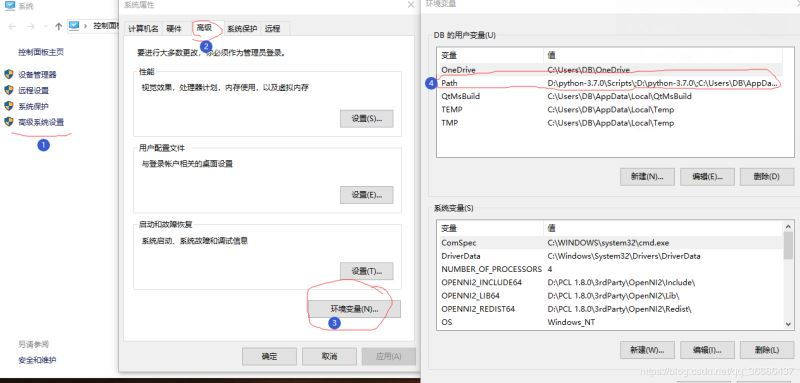 系统
控制面板
控制面板主页
设备管理器
远程设置
系统保护
高级系统设置
1
另请参阅
安全和维护
系统属性
计算机名
硬件
高级
系统保护
远程
2
要进行大多数更改，你必须作为管理员登录。
性能
视觉效果，处理器计划，内存使用，以及虚拟内存
设置(S)...
用户配置文件
与登录帐户相关的桌面设置
设置(E)...
启动和故障恢复
系统启动、系统故障和调试信息
设置(T)...
环境变量(N)...
3
确定
取消
应用(A)
环境变量
DB 的用户变量(U)
变量 值
OneDrive C:\Users\DB\OneDrive
4 Path D:\python-3.7.0\Scripts\;D:\python-3.7.0\;C:\Users\DB\AppDa...
QtMsBuild C:\Users\DB\AppData\Local\QtMsBuild
TEMP C:\Users\DB\AppData\Local\Temp
TMP C:\Users\DB\AppData\Local\Temp
新建(N)...
编辑(E)...
删除(D)
系统变量(S)
变量 值
ComSpec C:\WINDOWS\system32\cmd.exe
DriverData C:\Windows\System32\Drivers\DriverData
NUMBER_OF_PROCESSORS 4
OPENNI2_INCLUDE64 D:\PCL 1.8.0\3rdParty\OpenNI2\Include\
OPENNI2_LIB64 D:\PCL 1.8.0\3rdParty\OpenNI2\Lib\
OPENNI2_REDIST64 D:\PCL 1.8.0\3rdParty\OpenNI2\Redist\
OS Windows_NT
新建(W)...
编辑(I)...
删除(L)
https://blog.csdn.net/qq_36686437